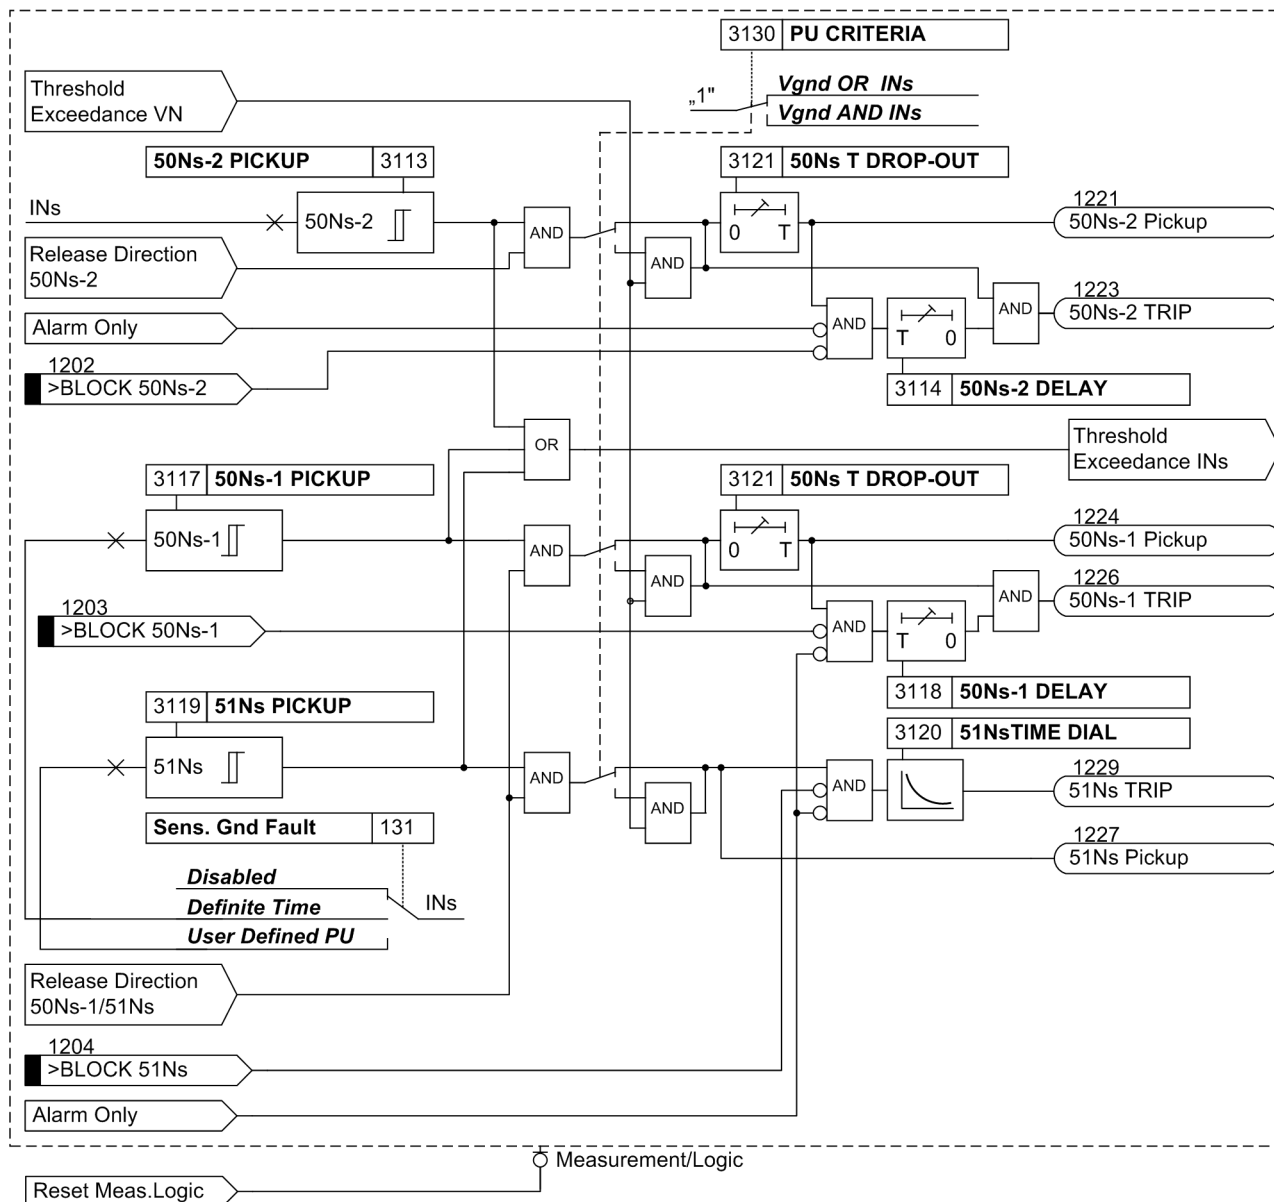 3130 PU CRITERIA
Threshold
Exceedance VN
„1"
Vgnd OR INs
Vgnd AND INs
50Ns-2 PICKUP 3113
3121 50Ns T DROP-OUT
INs
50Ns-2
AND
0 T
1221
50Ns-2 Pickup
Release Direction
50Ns-2
AND
1223
50Ns-2 TRIP
AND
Alarm Only
AND
T 0
1202
>BLOCK 50Ns-2
3114 50Ns-2 DELAY
OR
Threshold
Exceedance INs
3117 50Ns-1 PICKUP
3121 50Ns T DROP-OUT
50Ns-1
AND
0 T
1224
50Ns-1 Pickup
AND
1226
50Ns-1 TRIP
AND
1203
>BLOCK 50Ns-1
AND
T 0
3118 50Ns-1 DELAY
3119 51Ns PICKUP
3120 51NsTIME DIAL
51Ns
AND
AND
AND
1229
51Ns TRIP
Sens. Gnd Fault 131
1227
51Ns Pickup
Disabled
Definite Time
INs
User Defined PU
Release Direction
50Ns-1/51Ns
1204
>BLOCK 51Ns
Alarm Only
Measurement/Logic
Reset Meas.Logic